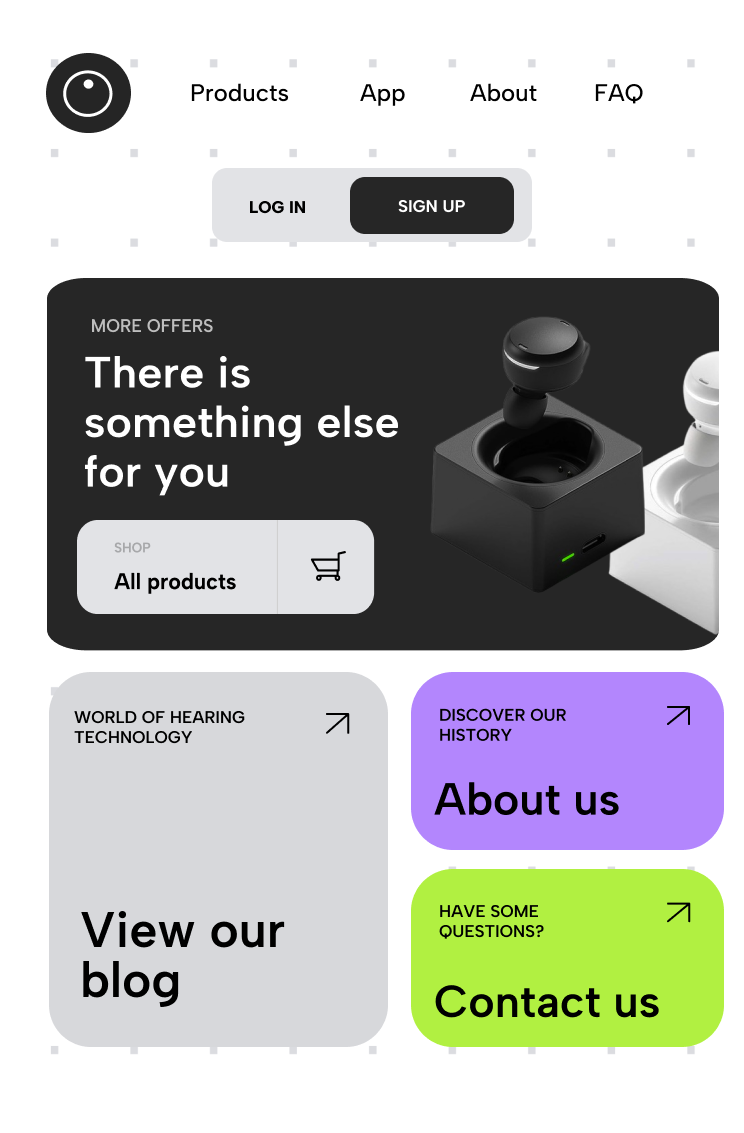 Products App About FAQ
LOG IN SIGN UP
MORE OFFERS
There is
something else
for you
SHOP
All products
WORLD OF HEARING
TECHNOLOGY
View our
blog
DISCOVER OUR
HISTORY
About us
HAVE SOME
QUESTIONS?
Contact us